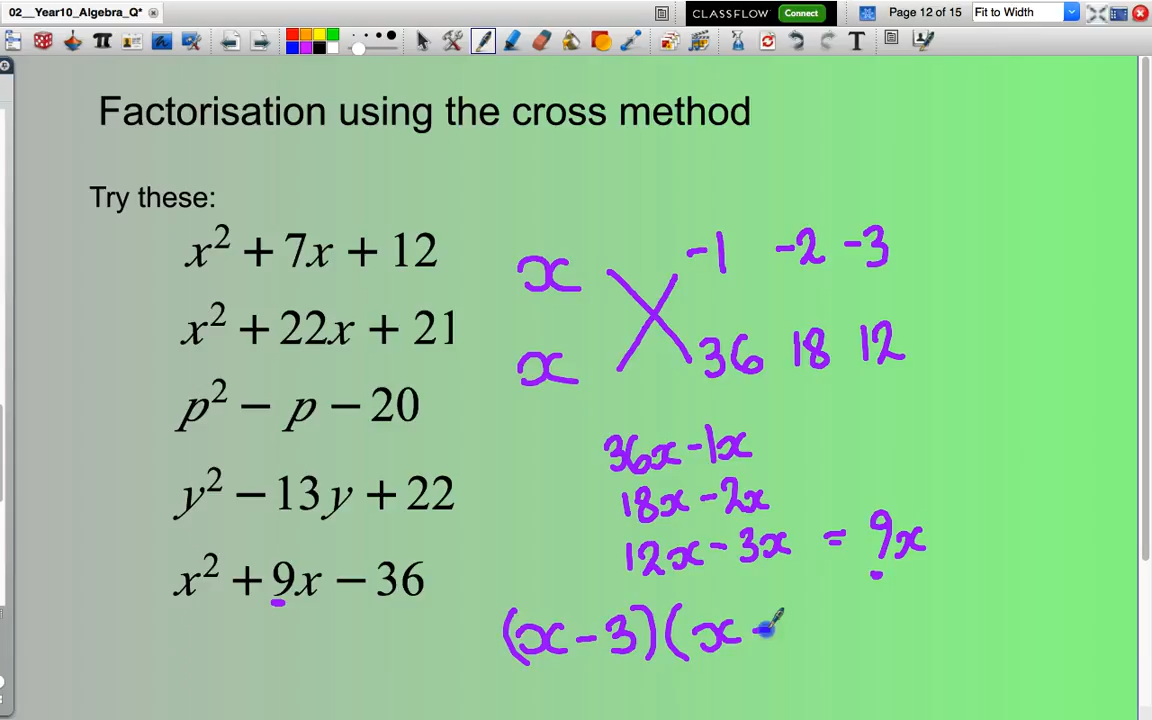 02__Year10_Algebra_Q*
CLASSFLOW Connect
Page 12 of 15
Fit to Width
Factorisation using the cross method
Try these:
x² + 7x + 12
x² + 22x + 21
p² − p − 20
y² − 13y + 22
x² + 9x − 36
x -1 -2 -3
x 36 18 12
36x - 1x
18x - 2x
12x - 3x = 9x
(x - 3)(x -